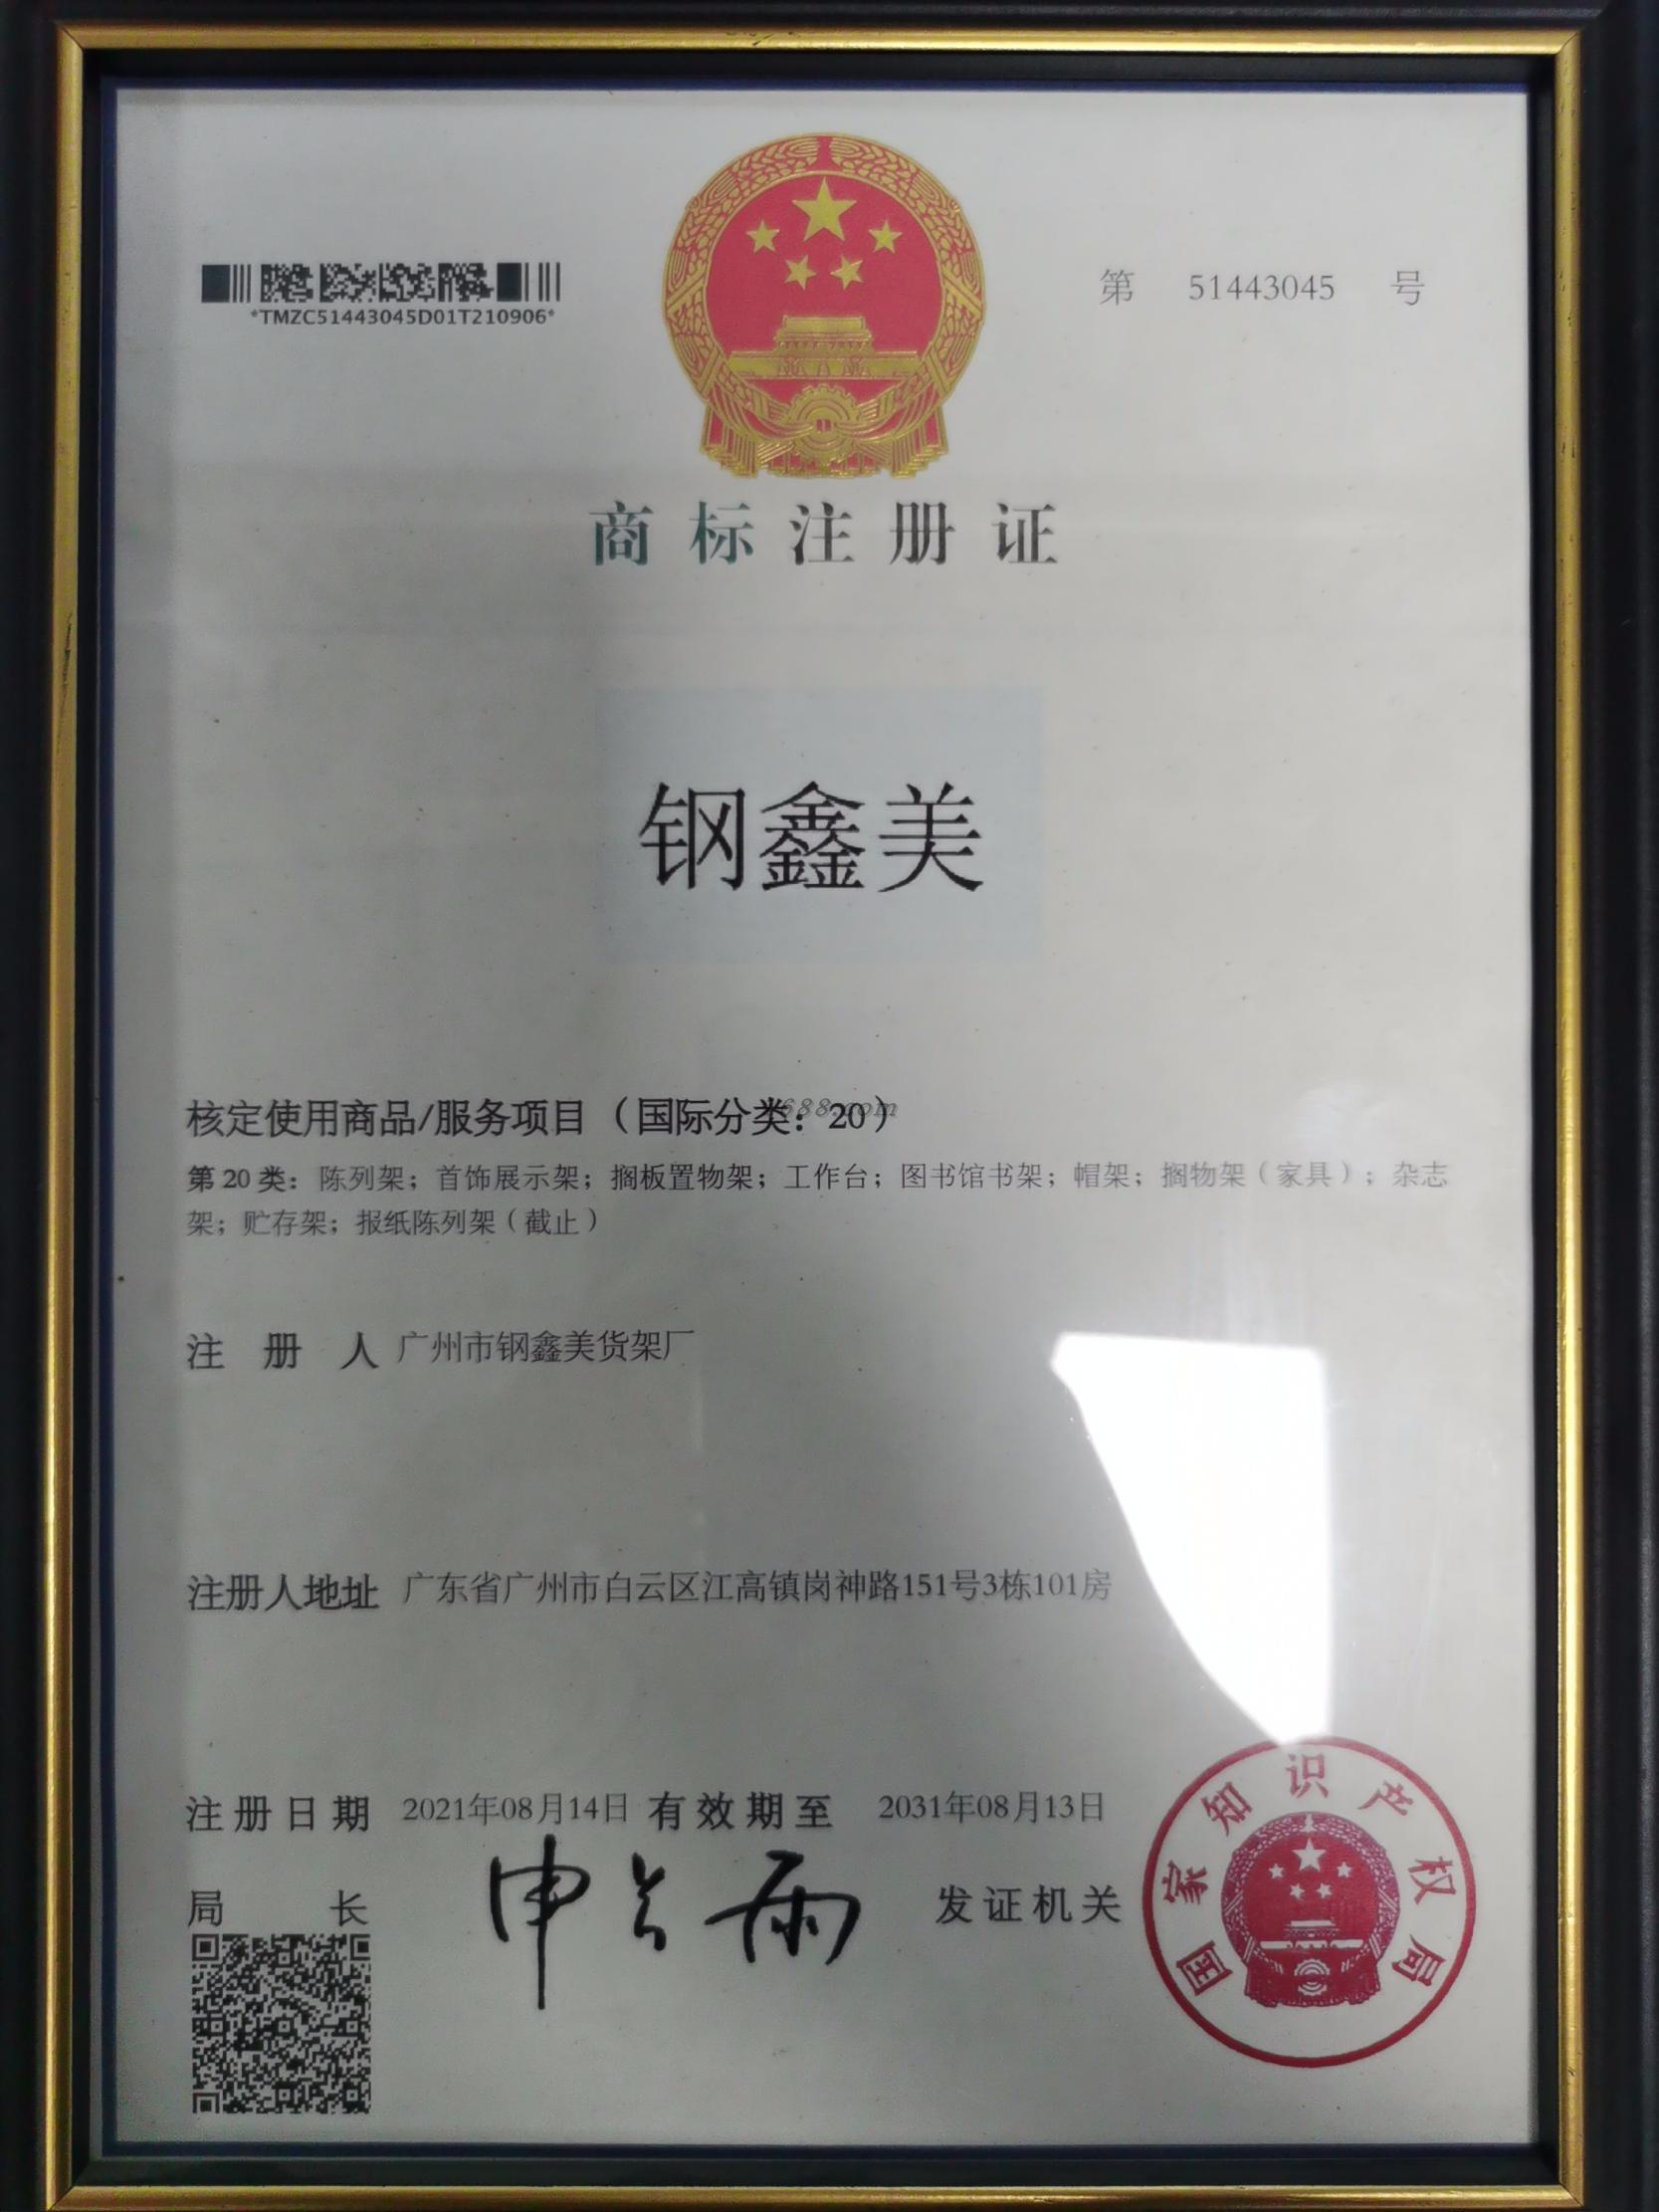 *TMZC51443045D01T210906*
第 51443045 号
商标注册证
钢鑫美
核定使用商品/服务项目（国际分类：20）
第20类：陈列架；首饰展示架；搁板置物架；工作台；图书馆书架；帽架；搁物架（家具）；杂志
架；贮存架；报纸陈列架（截止）
注册人 广州市钢鑫美货架厂
注册人地址 广东省广州市白云区江高镇岗神路151号3栋101房
注册日期 2021年08月14日 有效期至 2031年08月13日
局长 申长雨 发证机关
国家知识产权局